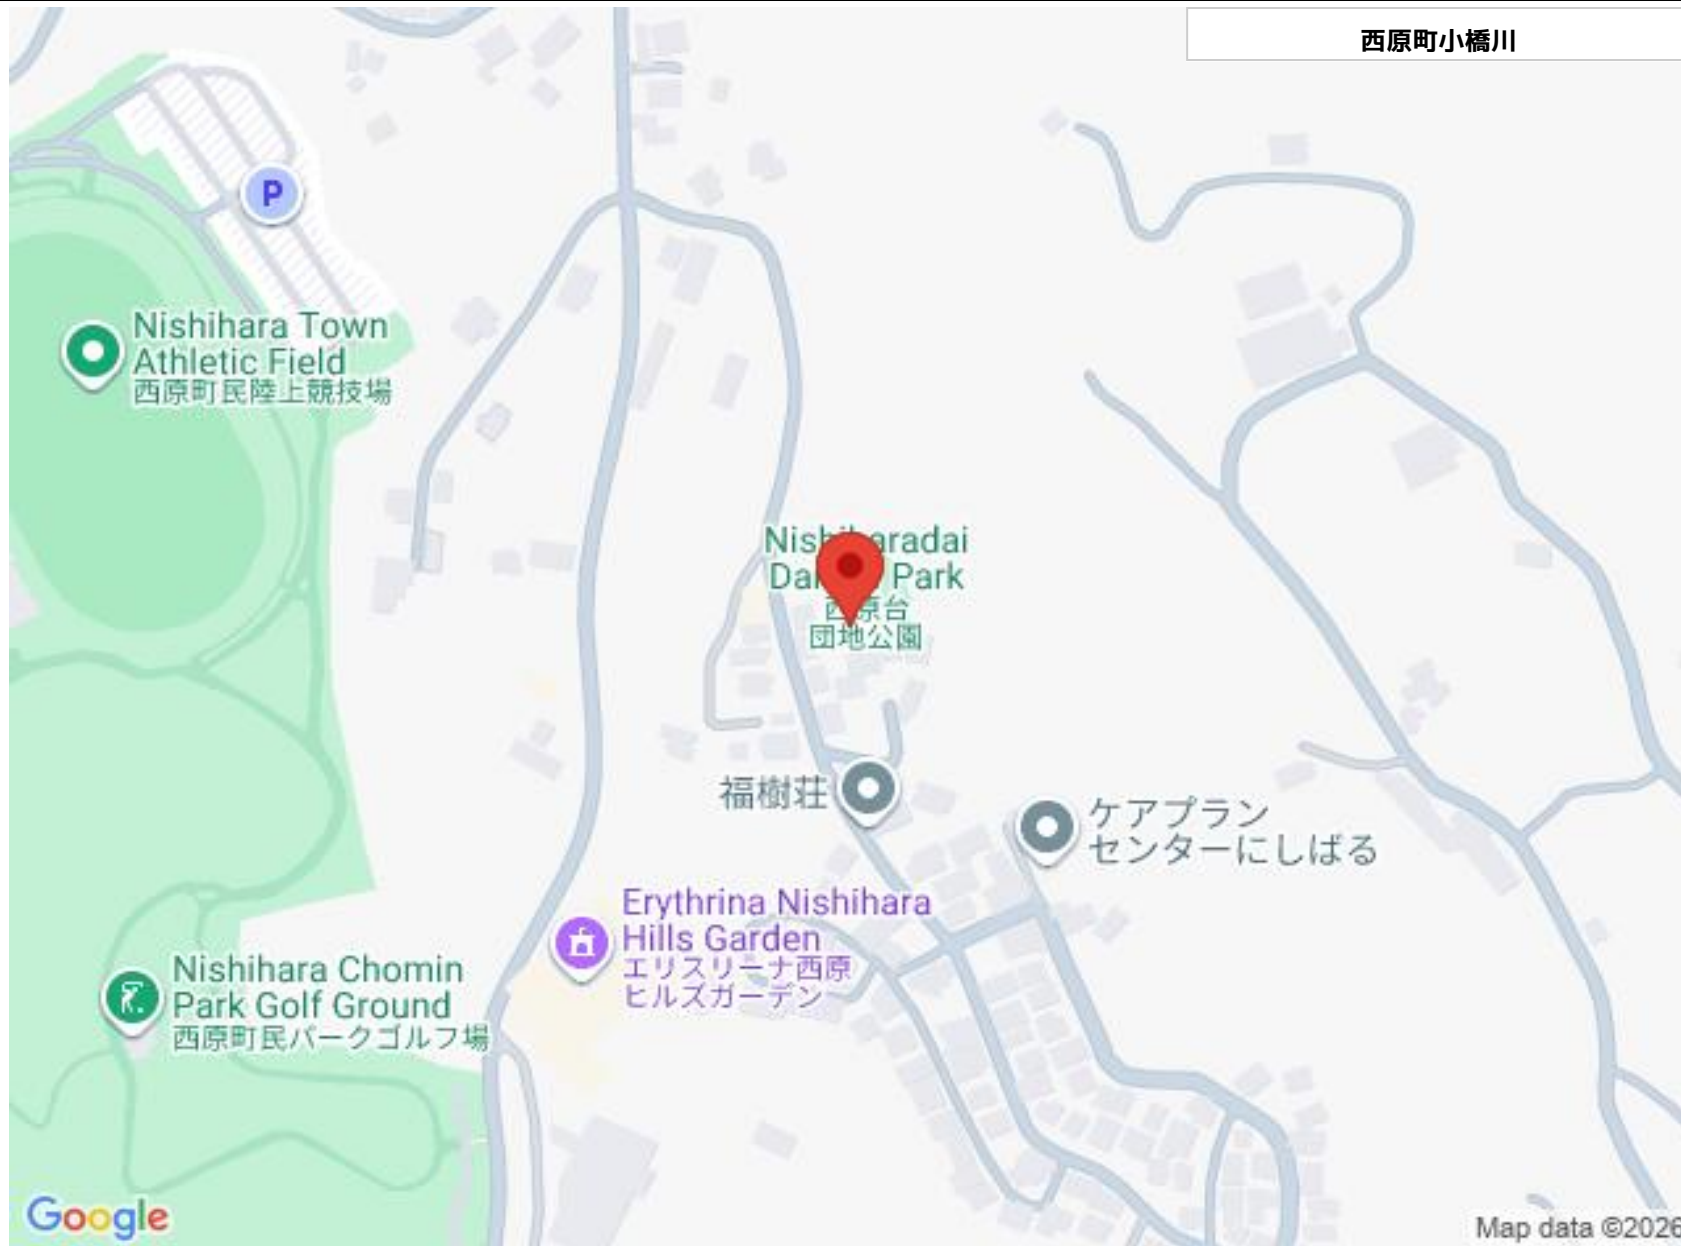 西原町小橋川
P
Nishihara Town
Athletic Field
西原町民陸上競技場
Park
西原台
団地公園
福樹荘
ケアプラン
センターにしばる
Erythrina Nishihara
Hills Garden
エリスリーナ西原
ヒルズガーデン
Nishihara Chomin
Park Golf Ground
西原町民パークゴルフ場
Google
Map data ©2026